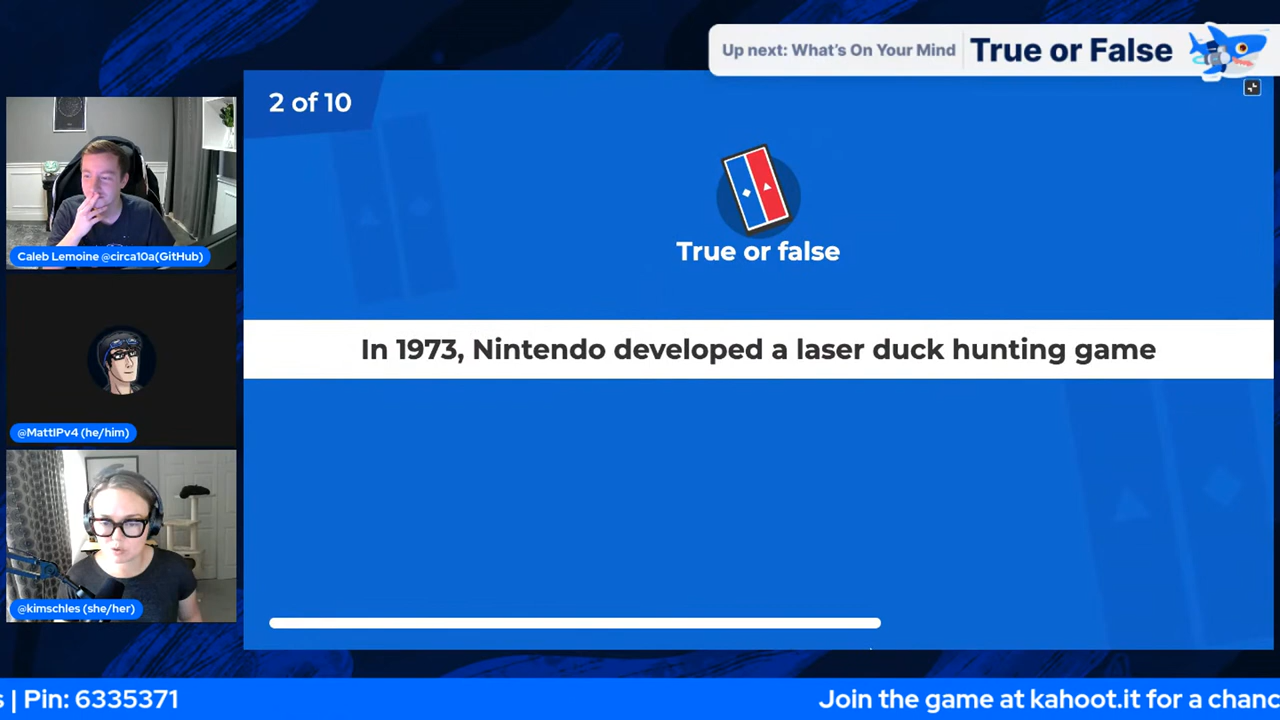 Up next: What's On Your Mind
True or False
2 of 10
True or false
In 1973, Nintendo developed a laser duck hunting game
Caleb Lemoine @circa10a(GitHub)
@MattIPv4 (he/him)
@kimschles (she/her)
s | Pin: 6335371
Join the game at kahoot.it for a chanc